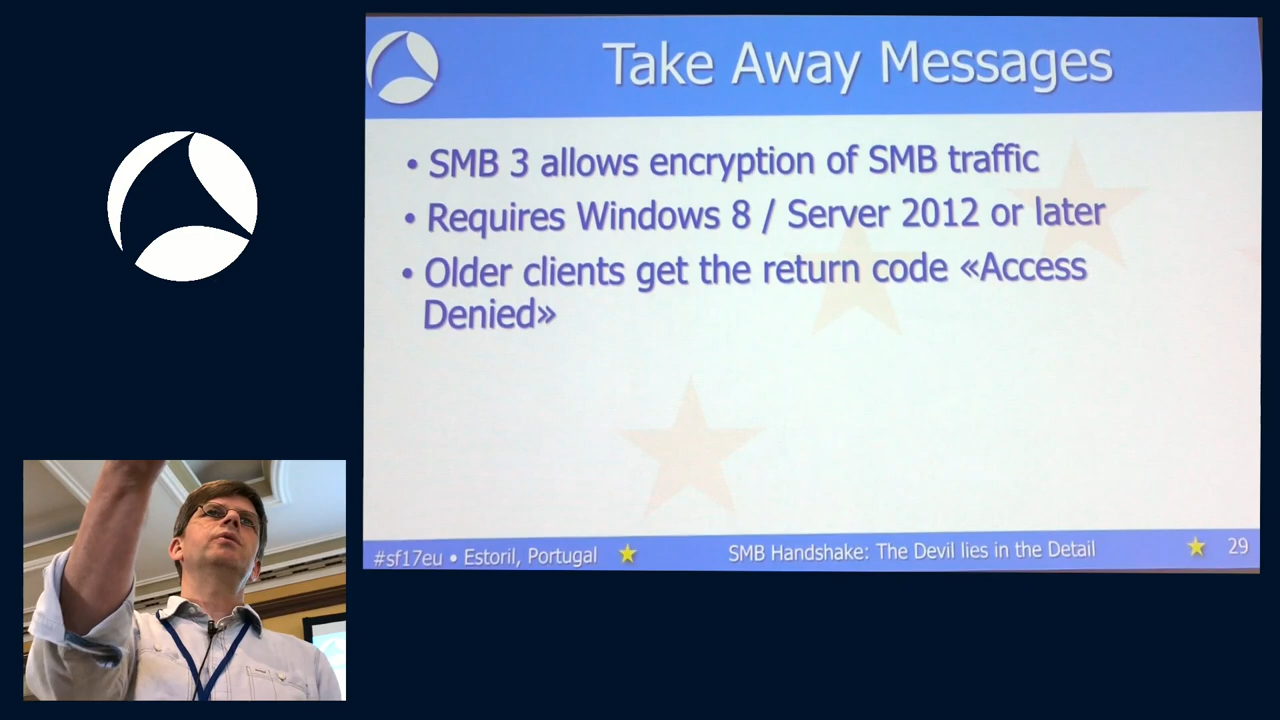 Take Away Messages
• SMB 3 allows encryption of SMB traffic
• Requires Windows 8 / Server 2012 or later
• Older clients get the return code «Access
Denied»
#sf17eu • Estoril, Portugal
SMB Handshake: The Devil lies in the Detail
29